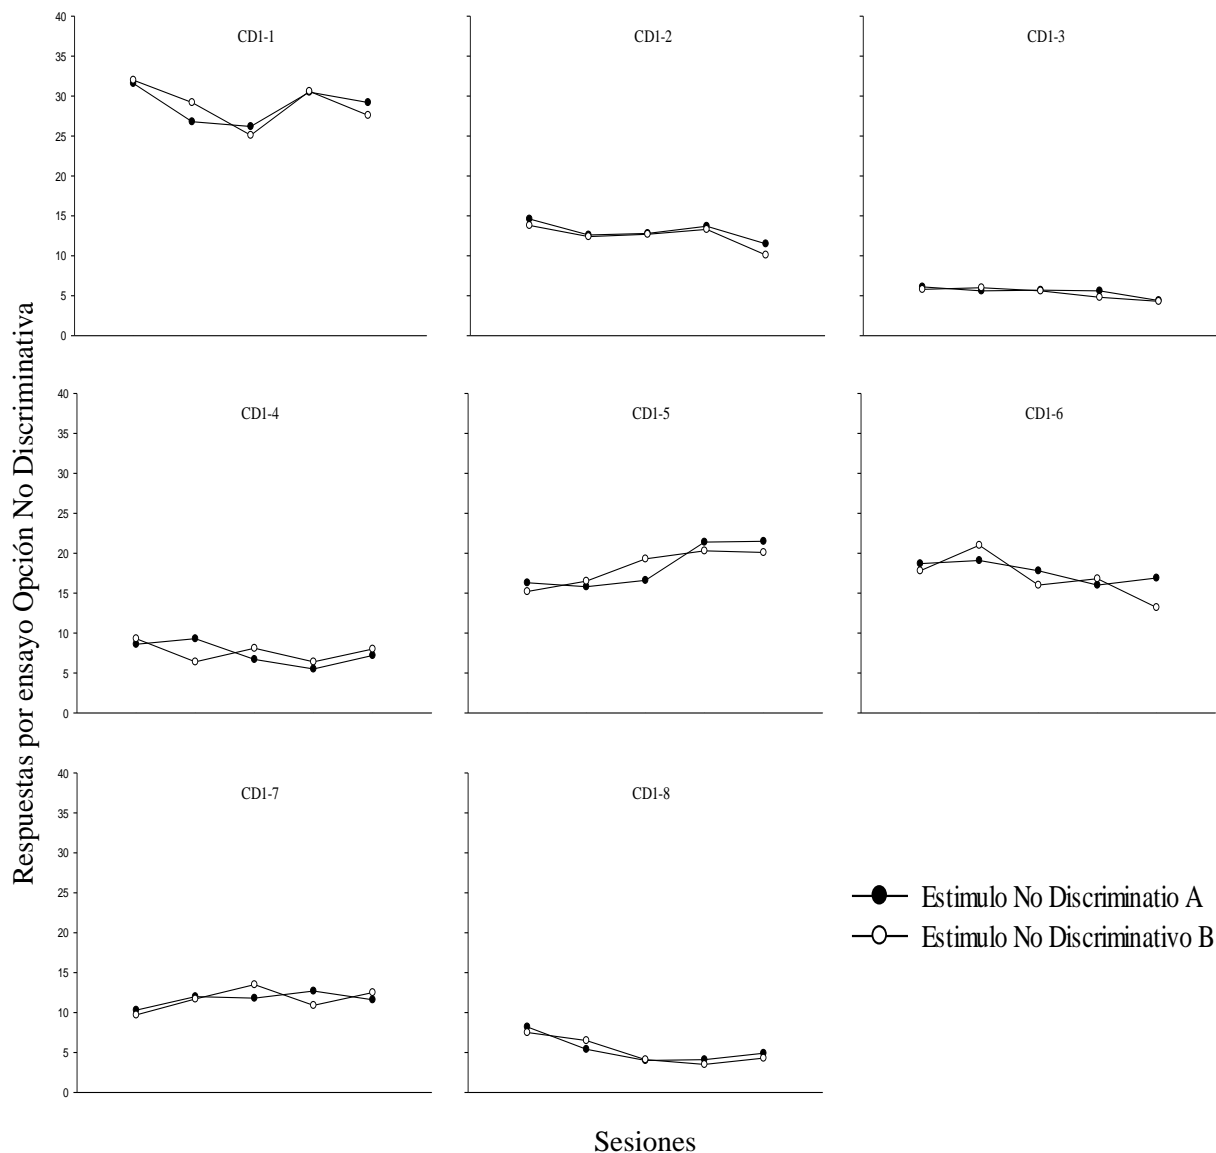 40
35
30
25
20
15
10
5
0
CD1-1
CD1-2
CD1-3
40
35
30
25
20
15
10
5
0
CD1-4
CD1-5
CD1-6
40
35
30
25
20
15
10
5
0
CD1-7
CD1-8
Respuestas por ensayo Opción No Discriminativa
Estimulo No Discriminatio A
Estimulo No Discriminativo B
Sesiones